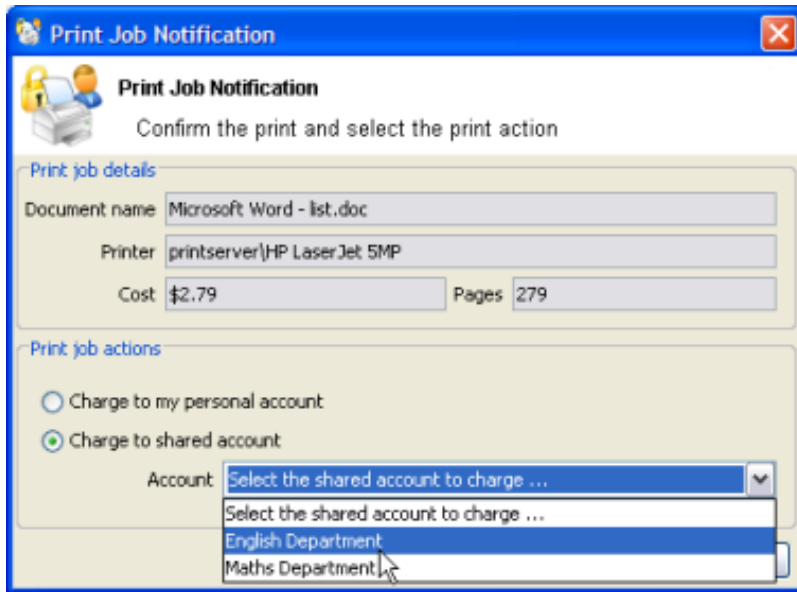 Print Job Notification
Print Job Notification
Confirm the print and select the print action
Print job details
Document name Microsoft Word - list.doc
Printer printserver\HP LaserJet 5MP
Cost $2.79 Pages 279
Print job actions
Charge to my personal account
Charge to shared account
Account Select the shared account to charge ...
Select the shared account to charge ...
English Department
Maths Department